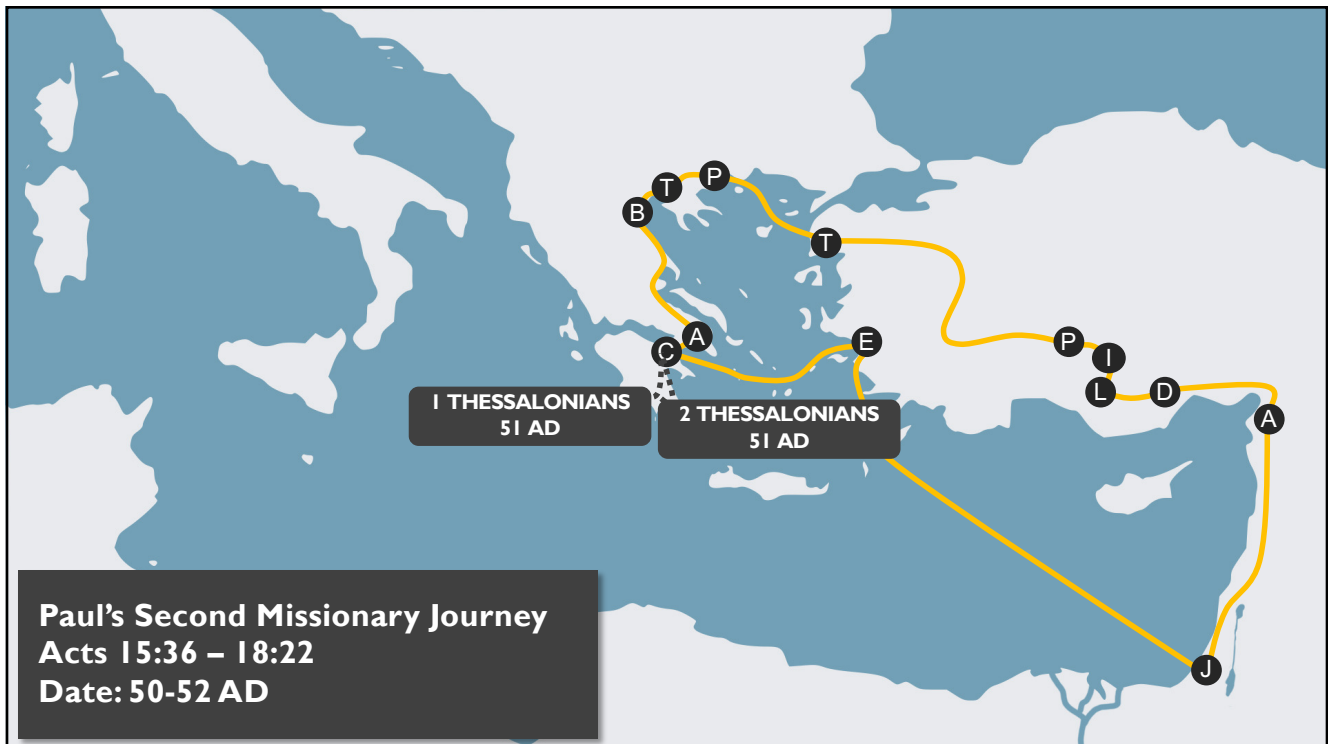 P
T
B
T
A
E
C
P
I
L
D
A
1 THESSALONIANS
51 AD
2 THESSALONIANS
51 AD
Paul’s Second Missionary Journey
Acts 15:36 – 18:22
Date: 50-52 AD
J